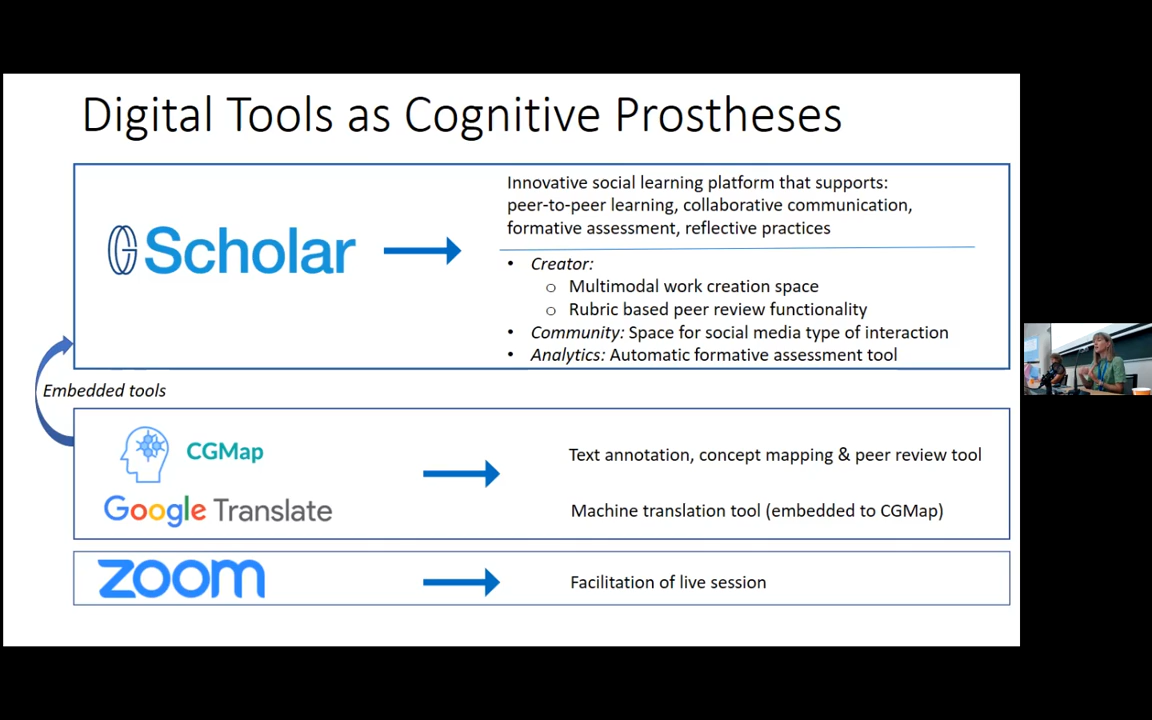 Digital Tools as Cognitive Prostheses
Scholar
Innovative social learning platform that supports:
peer-to-peer learning, collaborative communication,
formative assessment, reflective practices
• Creator:
o Multimodal work creation space
o Rubric based peer review functionality
• Community: Space for social media type of interaction
• Analytics: Automatic formative assessment tool
Embedded tools
CGMap
Text annotation, concept mapping & peer review tool
Google Translate
Machine translation tool (embedded to CGMap)
zoom
Facilitation of live session